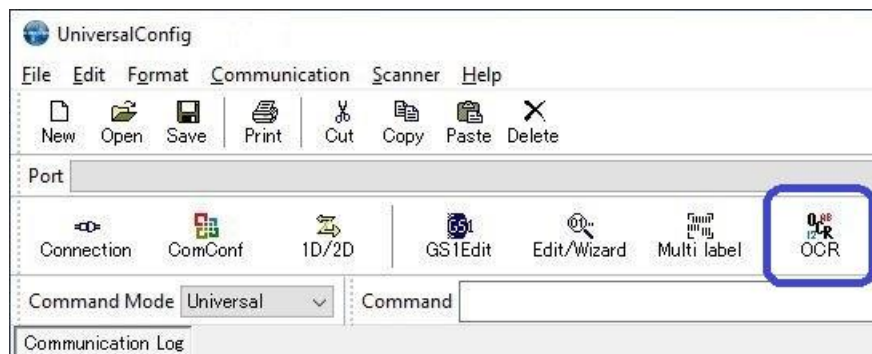 UniversalConfig
File Edit Format Communication Scanner Help
New Open Save Print Cut Copy Paste Delete
Port
Connection ComConf 1D/2D GS1Edit Edit/Wizard Multi label OCR
Command Mode Universal Command
Communication Log